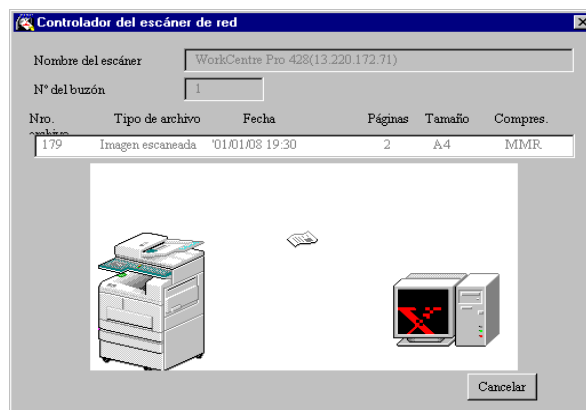 Controlador del escáner de red
Nombre del escáner WorkCentre Pro 428(13.220.172.71)
Nº del buzón 1
Nro. Tipo de archivo Fecha Páginas Tamaño Compres.
archivo
179 Imagen escaneada '01/01/08 19:30 2 A4 MMR
Cancelar